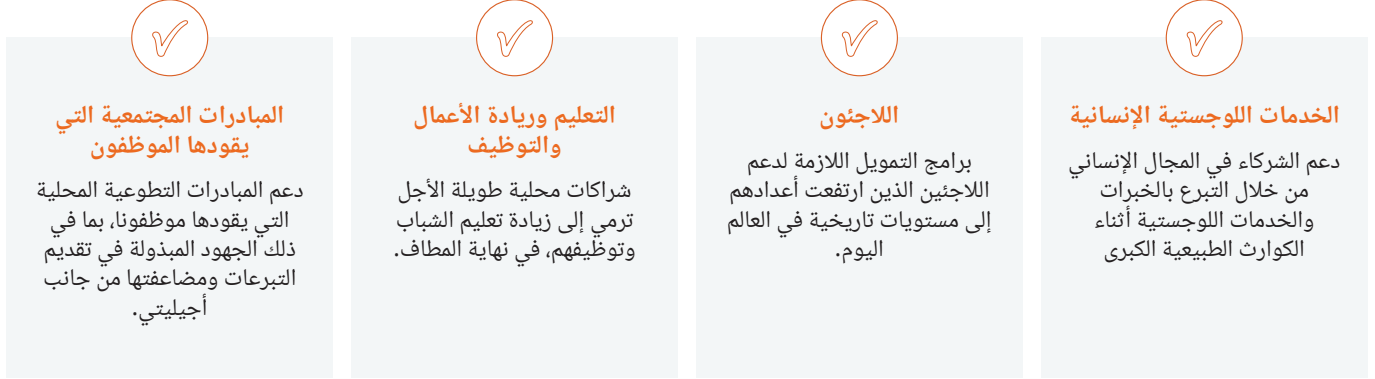 الخدمات اللوجستية الإنسانية
دعم الشركاء في المجال الإنساني
من خلال التبرع بالخبرات
والخدمات اللوجستية أثناء
الكوارث الطبيعية الكبرى
اللاجئون
برامج التمويل اللازمة لدعم
اللاجئين الذين ارتفعت أعدادهم
إلى مستويات تاريخية في العالم
اليوم.
التعليم وريادة الأعمال
والتوظيف
شراكات محلية طويلة الأجل
ترمي إلى زيادة تعليم الشباب
وتوظيفهم، في نهاية المطاف.
المبادرات المجتمعية التي
يقودها الموظفون
دعم المبادرات التطوعية المحلية
التي يقودها موظفونا، بما في
ذلك الجهود المبذولة في تقديم
التبرعات ومضاعفتها من جانب
أجيليتي.